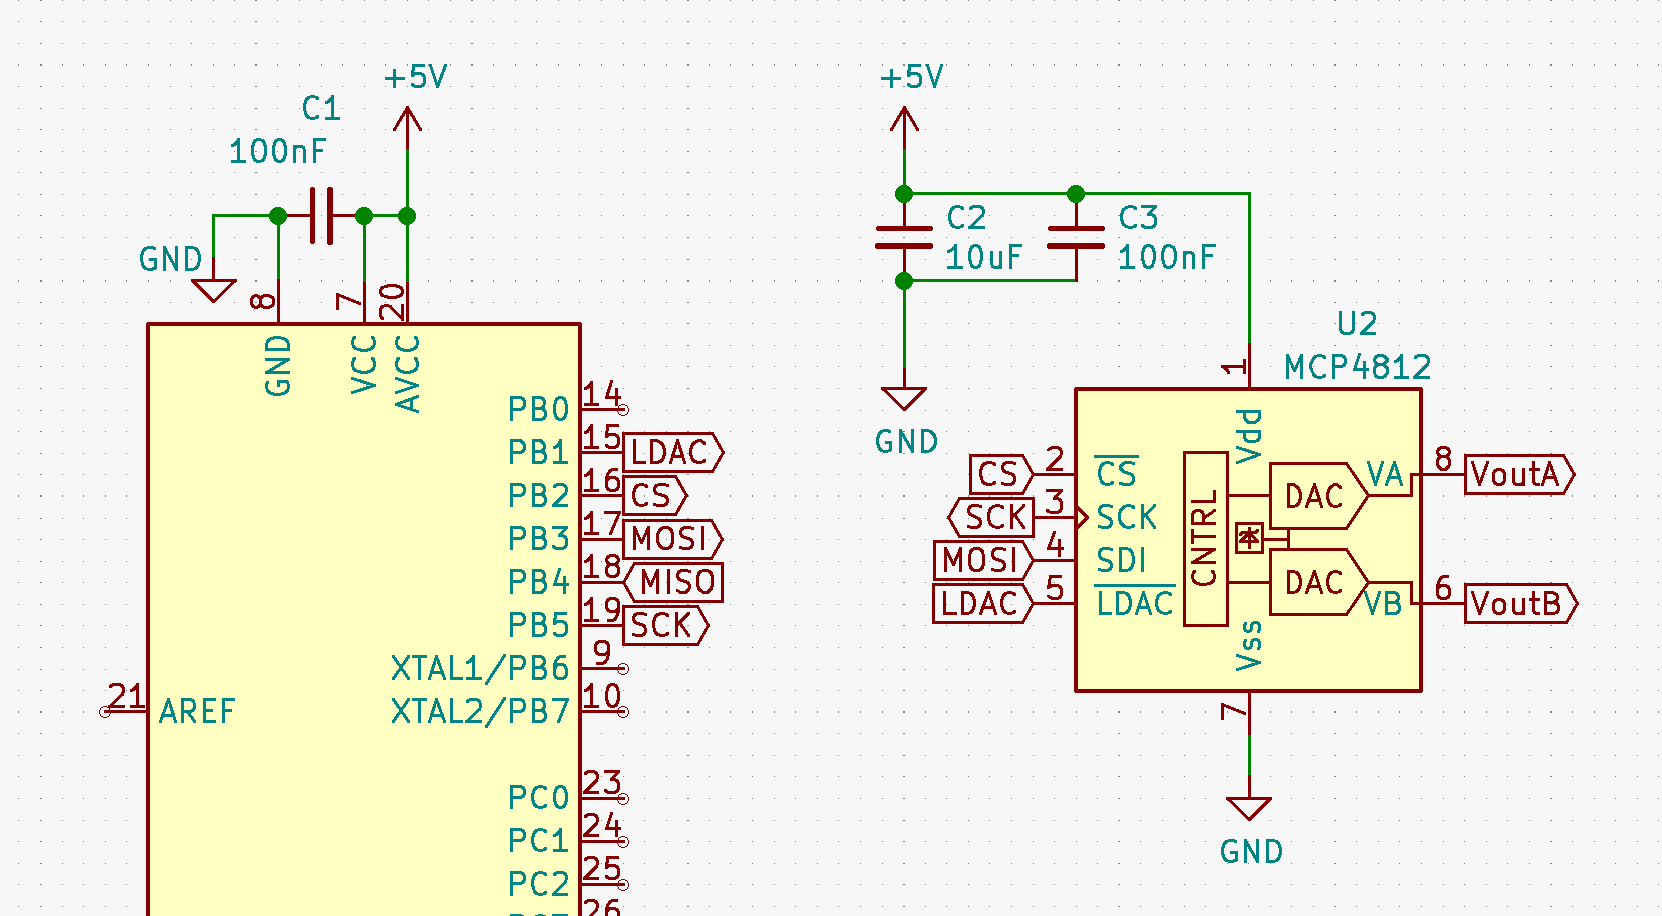 +5V
C1
100nF
GND
8
7
20
GND
VCC
AVCC
PB0
14
PB1
15
LDAC
PB2
16
CS
PB3
17
MOSI
PB4
18
MISO
PB5
19
SCK
XTAL1/PB6
9
XTAL2/PB7
10
21
AREF
PC0
23
PC1
24
PC2
25
26
+5V
C2
10uF
C3
100nF
GND
U2
MCP4812
1
Vdd
CS
2
CS
SCK
3
SCK
MOSI
4
SDI
LDAC
5
LDAC
CNTRL
DAC
DAC
VA
8
VoutA
VB
6
VoutB
Vss
7
GND